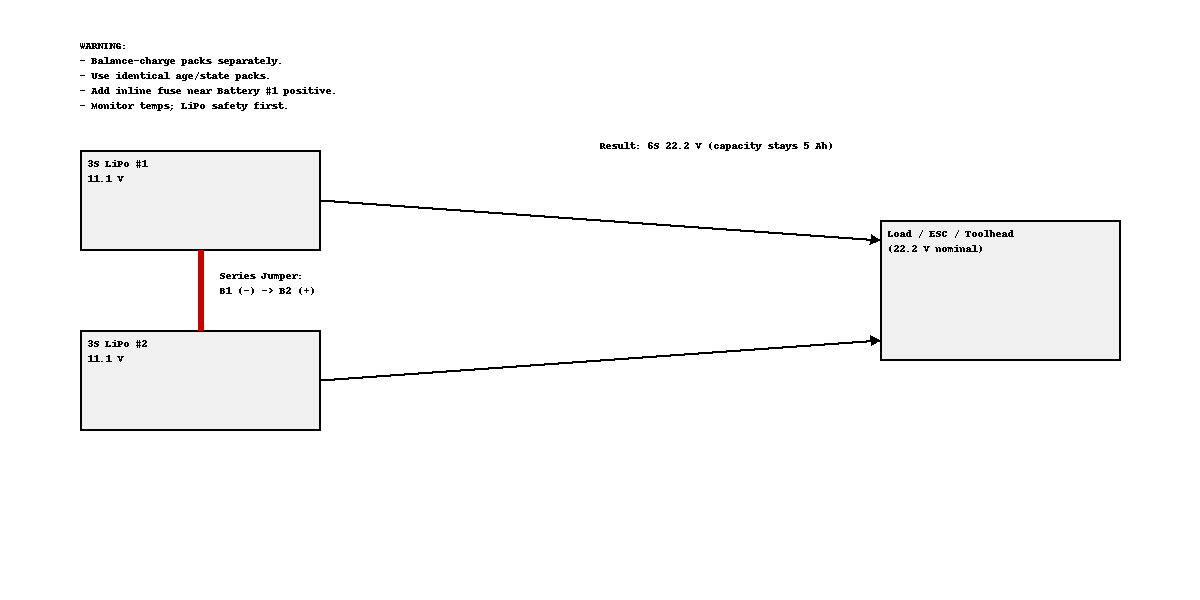 WARNING:
- Balance-charge packs separately.
- Use identical age/state packs.
- Add inline fuse near Battery #1 positive.
- Monitor temps; LiPo safety first.
Result: 6S 22.2 V (capacity stays 5 Ah)
3S LiPo #1
11.1 V
Load / ESC / Toolhead
(22.2 V nominal)
Series Jumper:
B1 (-) -> B2 (+)
3S LiPo #2
11.1 V